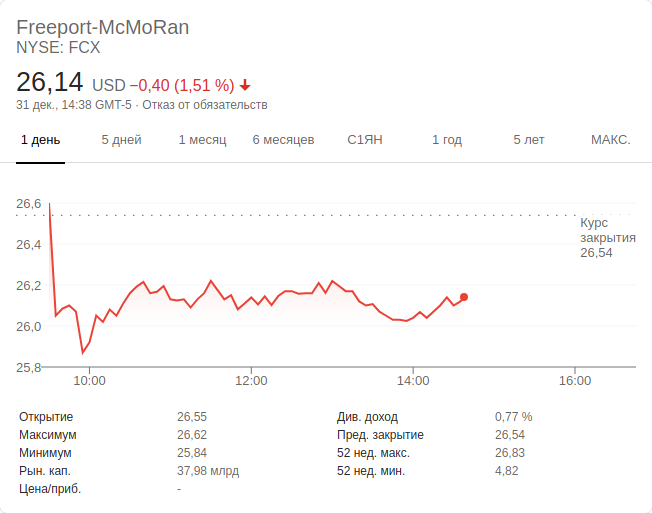 Freeport-McMoRan
NYSE: FCX
26,14 USD −0,40 (1,51 %)
31 дек., 14:38 GMT-5 · Отказ от обязательств
1 день 5 дней 1 месяц 6 месяцев С1ЯН 1 год 5 лет МАКС.
26,6
Курс
закрытия
26,54
26,4
26,2
26,0
25,8
10:00 12:00 14:00 16:00
Открытие 26,55 Див. доход 0,77 %
Максимум 26,62 Пред. закрытие 26,54
Минимум 25,84 52 нед. макс. 26,83
Рын. кап. 37,98 млрд 52 нед. мин. 4,82
Цена/приб. -